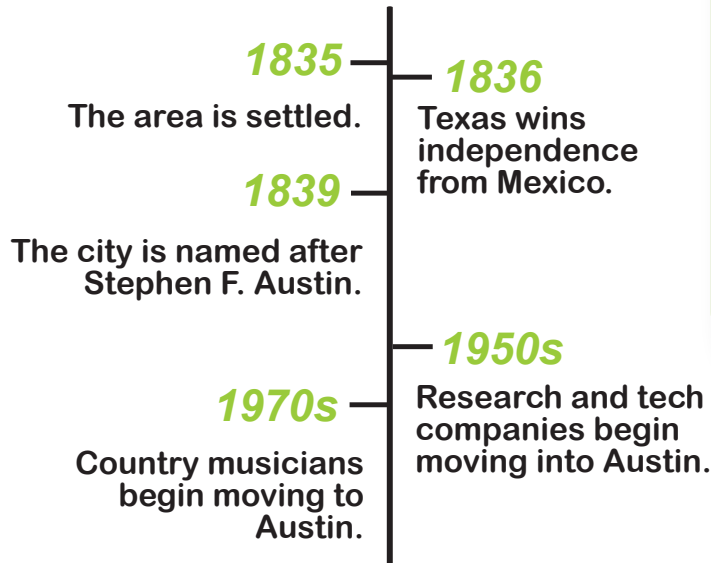 1835
The area is settled.
1836
Texas wins
independence
from Mexico.
1839
The city is named after
Stephen F. Austin.
1950s
Research and tech
companies begin
moving into Austin.
1970s
Country musicians
begin moving to
Austin.